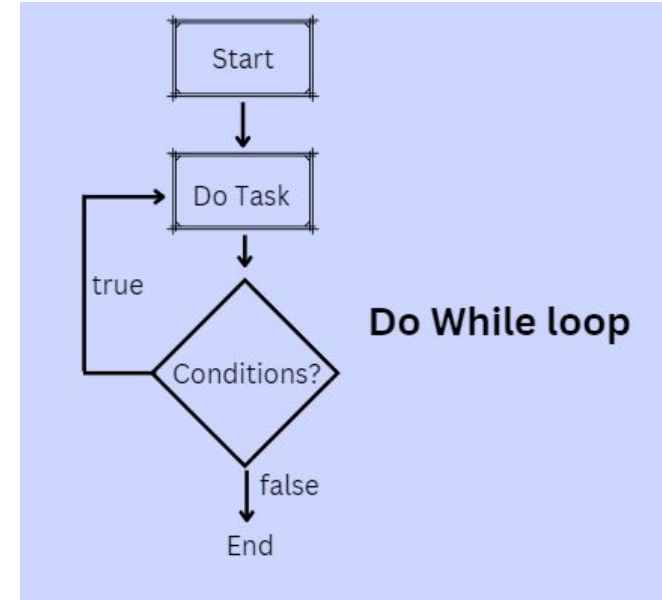 Start
Do Task
true
Do While loop
Conditions?
false
End